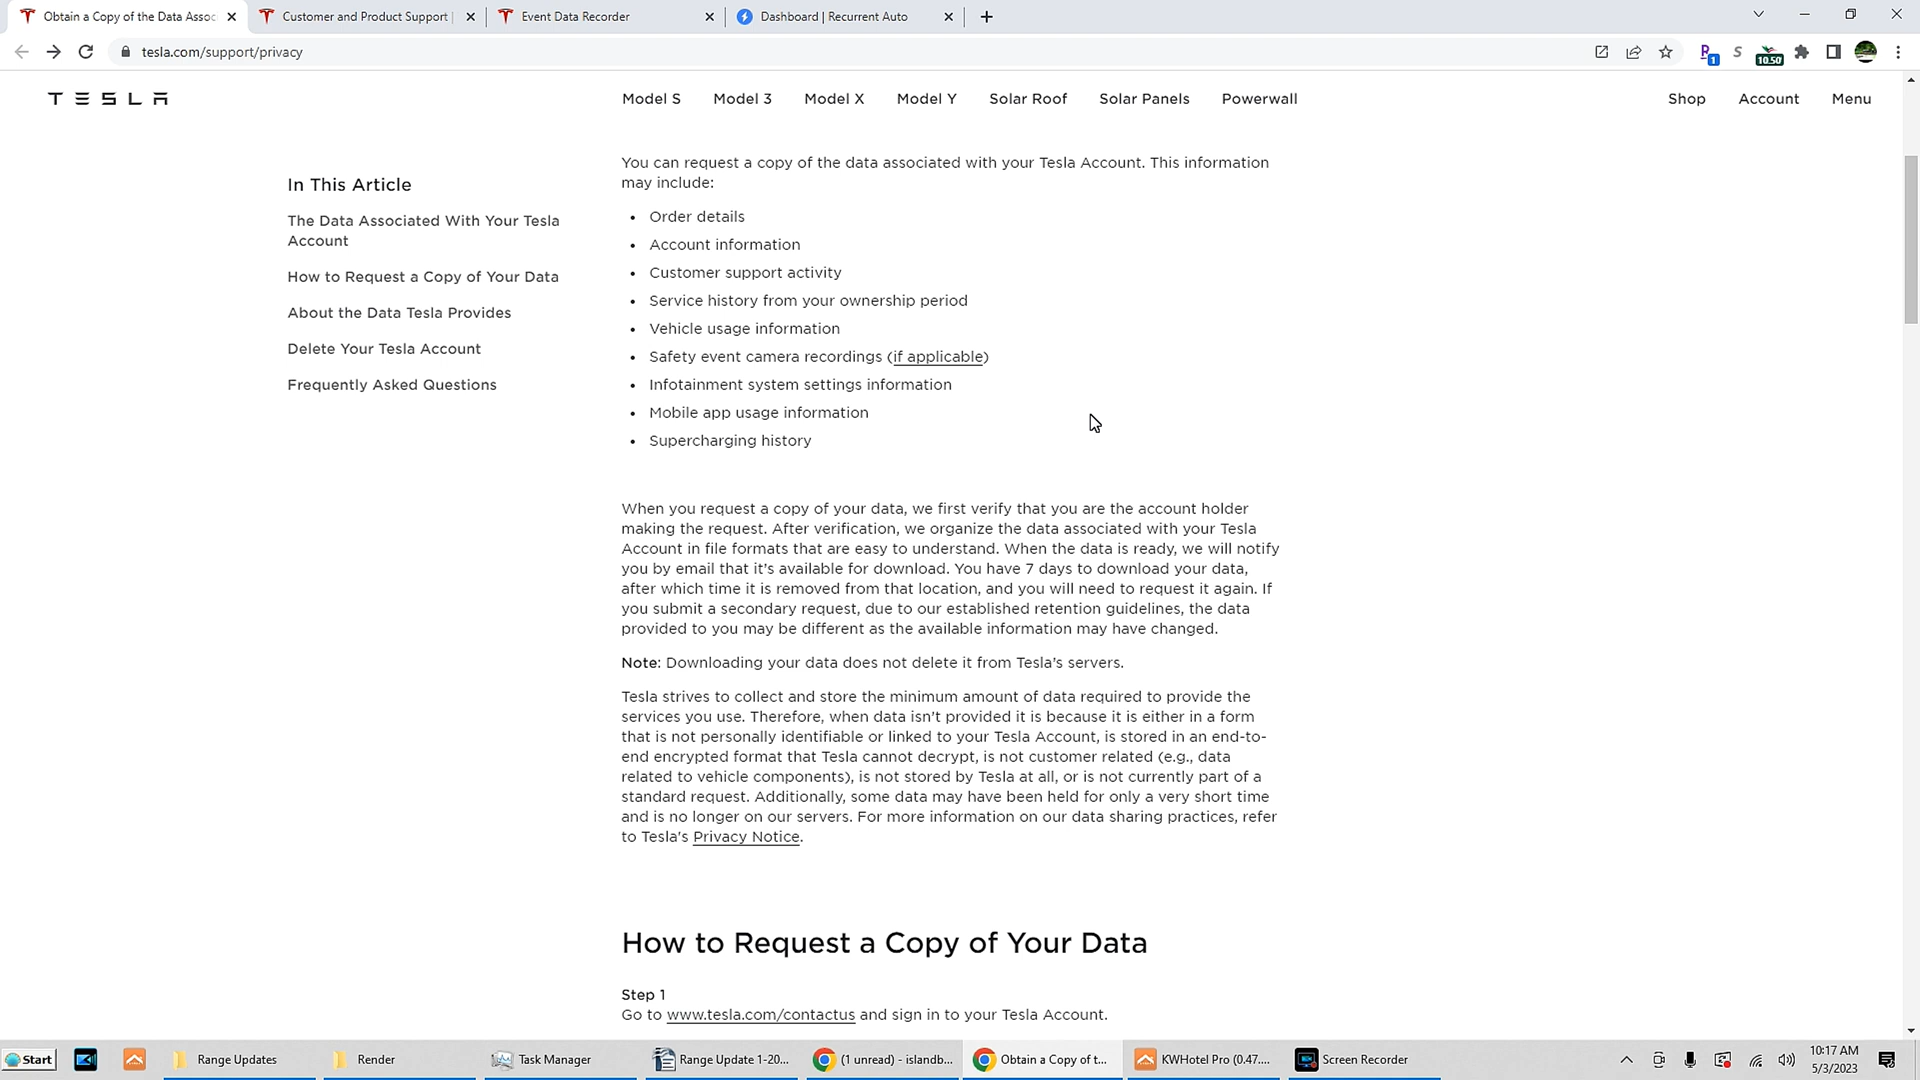 Obtain a Copy of the Data Assoc
Customer and Product Support |
Event Data Recorder
Dashboard | Recurrent Auto
tesla.com/support/privacy
1
S
10.50
TESLA
Model S
Model 3
Model X
Model Y
Solar Roof
Solar Panels
Powerwall
Shop
Account
Menu
In This Article
The Data Associated With Your Tesla
Account
How to Request a Copy of Your Data
About the Data Tesla Provides
Delete Your Tesla Account
Frequently Asked Questions
You can request a copy of the data associated with your Tesla Account. This information
may include:
• Order details
• Account information
• Customer support activity
• Service history from your ownership period
• Vehicle usage information
• Safety event camera recordings (if applicable)
• Infotainment system settings information
• Mobile app usage information
• Supercharging history
When you request a copy of your data, we first verify that you are the account holder
making the request. After verification, we organize the data associated with your Tesla
Account in file formats that are easy to understand. When the data is ready, we will notify
you by email that it’s available for download. You have 7 days to download your data,
after which time it is removed from that location, and you will need to request it again. If
you submit a secondary request, due to our established retention guidelines, the data
provided to you may be different as the available information may have changed.
Note: Downloading your data does not delete it from Tesla’s servers.
Tesla strives to collect and store the minimum amount of data required to provide the
services you use. Therefore, when data isn’t provided it is because it is either in a form
that is not personally identifiable or linked to your Tesla Account, is stored in an end-to-
end encrypted format that Tesla cannot decrypt, is not customer related (e.g., data
related to vehicle components), is not stored by Tesla at all, or is not currently part of a
standard request. Additionally, some data may have been held for only a very short time
and is no longer on our servers. For more information on our data sharing practices, refer
to Tesla's Privacy Notice.
How to Request a Copy of Your Data
Step 1
Go to www.tesla.com/contactus and sign in to your Tesla Account.
Start
Range Updates
Render
Task Manager
Range Update 1-20...
(1 unread) - islandb...
Obtain a Copy of t...
KWHotel Pro (0.47....
Screen Recorder
10:17 AM
5/3/2023